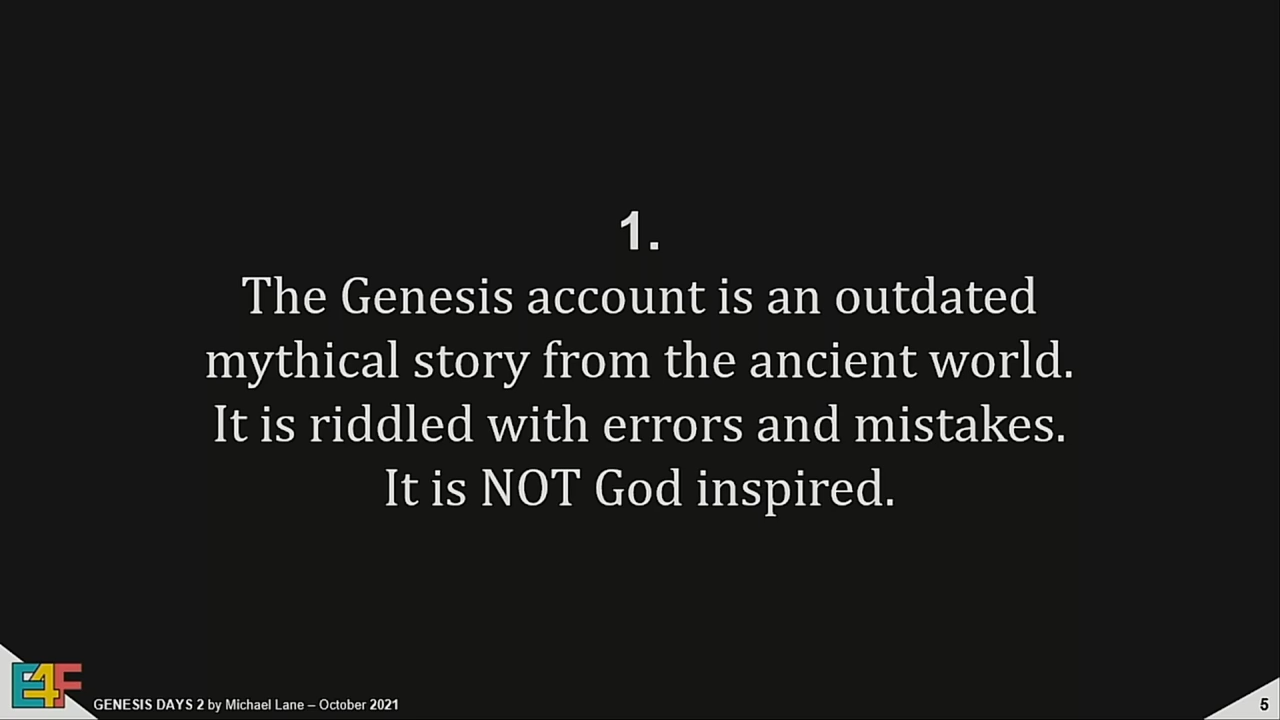 1.
The Genesis account is an outdated
mythical story from the ancient world.
It is riddled with errors and mistakes.
It is NOT God inspired.
E4F
GENESIS DAYS 2 by Michael Lane – October 2021
5